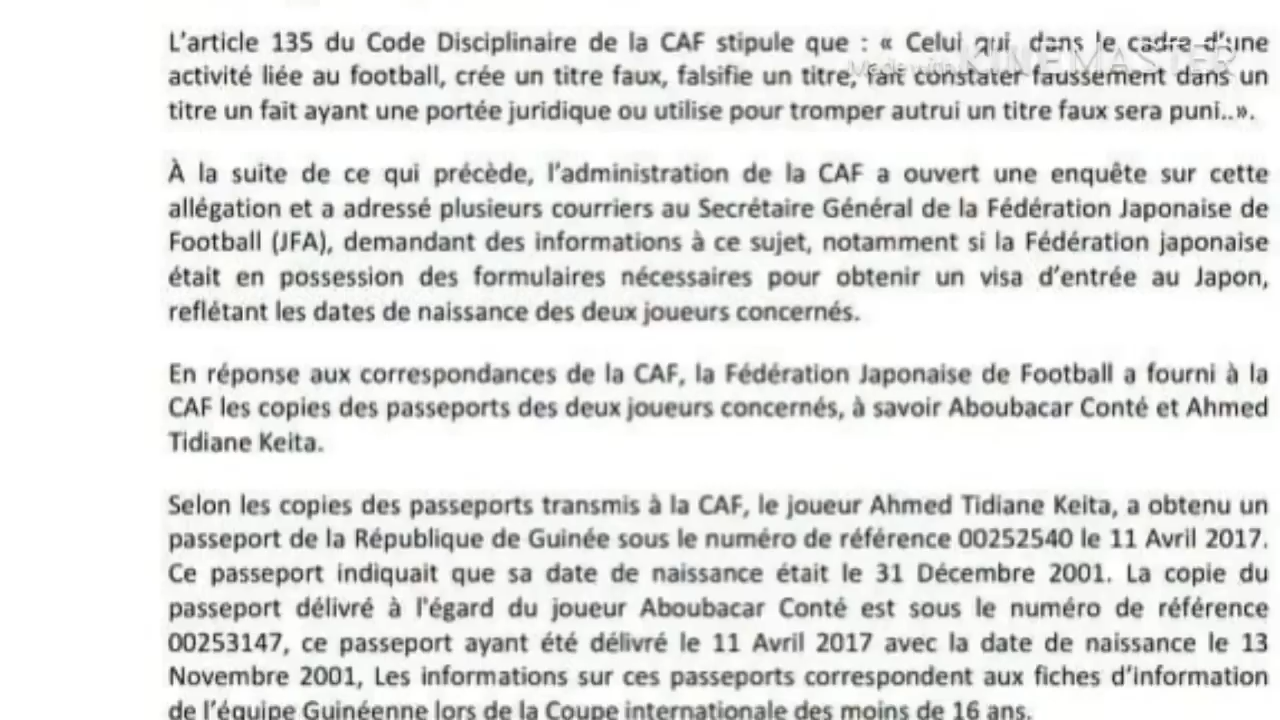 L'article 135 du Code Disciplinaire de la CAF stipule que : « Celui qui, dans le cadre d'une
activité liée au football, crée un titre faux, falsifie un titre, fait constater faussement dans un
titre un fait ayant une portée juridique ou utilise pour tromper autrui un titre faux sera puni..».
Made with KINEMASTER
À la suite de ce qui précède, l'administration de la CAF a ouvert une enquête sur cette
allégation et a adressé plusieurs courriers au Secrétaire Général de la Fédération Japonaise de
Football (JFA), demandant des informations à ce sujet, notamment si la Fédération japonaise
était en possession des formulaires nécessaires pour obtenir un visa d'entrée au Japon,
reflétant les dates de naissance des deux joueurs concernés.
En réponse aux correspondances de la CAF, la Fédération Japonaise de Football a fourni à la
CAF les copies des passeports des deux joueurs concernés, à savoir Aboubacar Conté et Ahmed
Tidiane Keita.
Selon les copies des passeports transmis à la CAF, le joueur Ahmed Tidiane Keita, a obtenu un
passeport de la République de Guinée sous le numéro de référence 00252540 le 11 Avril 2017.
Ce passeport indiquait que sa date de naissance était le 31 Décembre 2001. La copie du
passeport délivré à l'égard du joueur Aboubacar Conté est sous le numéro de référence
00253147, ce passeport ayant été délivré le 11 Avril 2017 avec la date de naissance le 13
Novembre 2001, Les informations sur ces passeports correspondent aux fiches d'information
de l'équipe Guinéenne lors de la Coupe internationale des moins de 16 ans.